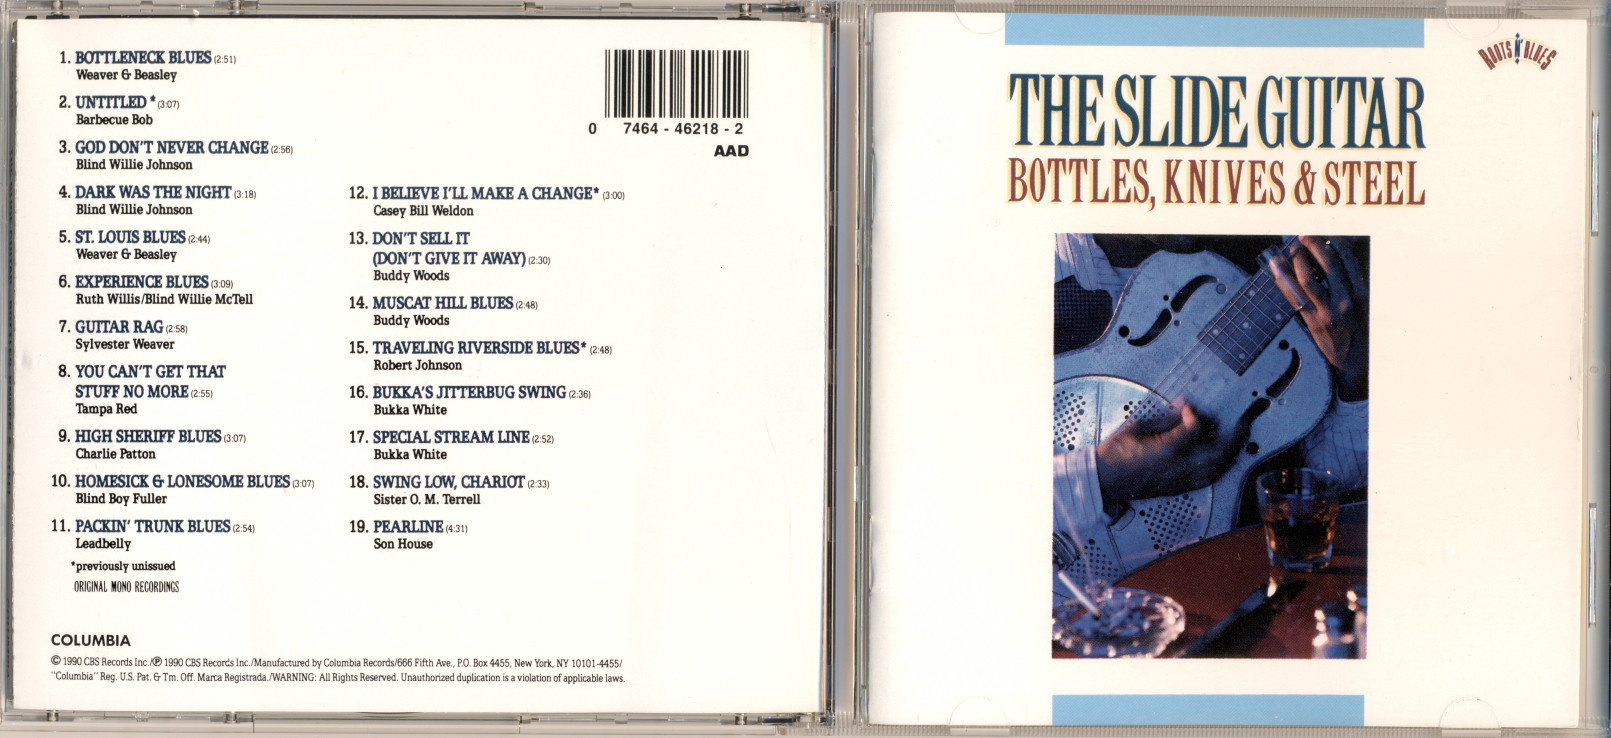 1. BOTTLENECK BLUES (2:51)
Weaver & Beasley
2. UNTITLED * (3:07)
Barbecue Bob
3. GOD DON'T NEVER CHANGE (2:56)
Blind Willie Johnson
4. DARK WAS THE NIGHT (3:18)
Blind Willie Johnson
5. ST. LOUIS BLUES (2:44)
Weaver & Beasley
6. EXPERIENCE BLUES (3:09)
Ruth Willis/Blind Willie McTell
7. GUITAR RAG (2:58)
Sylvester Weaver
8. YOU CAN'T GET THAT
STUFF NO MORE (2:55)
Tampa Red
9. HIGH SHERIFF BLUES (3:07)
Charlie Patton
10. HOMESICK & LONESOME BLUES (3:07)
Blind Boy Fuller
11. PACKIN' TRUNK BLUES (2:54)
Leadbelly
*previously unissued
ORIGINAL MONO RECORDINGS
0 7464 - 46218 - 2
AAD
12. I BELIEVE I'LL MAKE A CHANGE* (3:00)
Casey Bill Weldon
13. DON'T SELL IT
(DON'T GIVE IT AWAY) (2:30)
Buddy Woods
14. MUSCAT HILL BLUES (2:48)
Buddy Woods
15. TRAVELING RIVERSIDE BLUES* (2:48)
Robert Johnson
16. BUKKA'S JITTERBUG SWING (2:36)
Bukka White
17. SPECIAL STREAM LINE (2:52)
Bukka White
18. SWING LOW, CHARIOT (2:33)
Sister O. M. Terrell
19. PEARLINE (4:31)
Son House
COLUMBIA
© 1990 CBS Records Inc./℗ 1990 CBS Records Inc./Manufactured by Columbia Records/666 Fifth Ave., P.O. Box 4455, New York, NY 10101-4455/
"Columbia" Reg. U.S. Pat. & Tm. Off. Marca Registrada./WARNING: All Rights Reserved. Unauthorized duplication is a violation of applicable laws.
ROOTS N' BLUES
THE SLIDE GUITAR
BOTTLES, KNIVES & STEEL